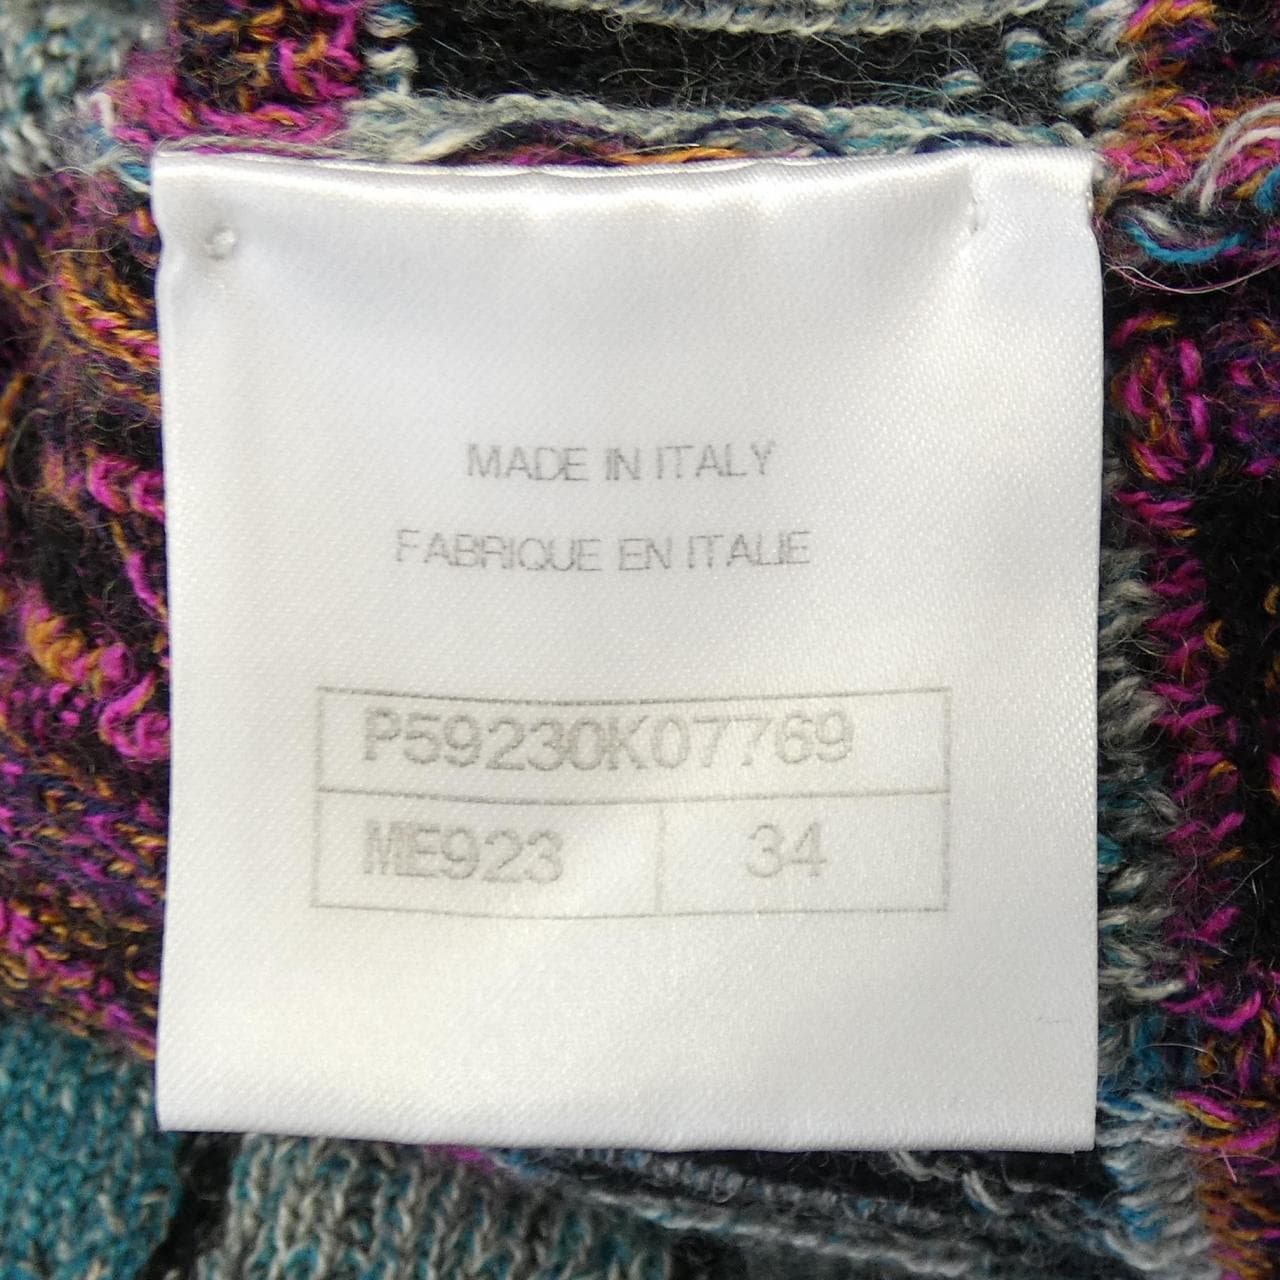 MADE IN ITALY
FABRIQUE EN ITALIE
P59230K07769
ME923 34